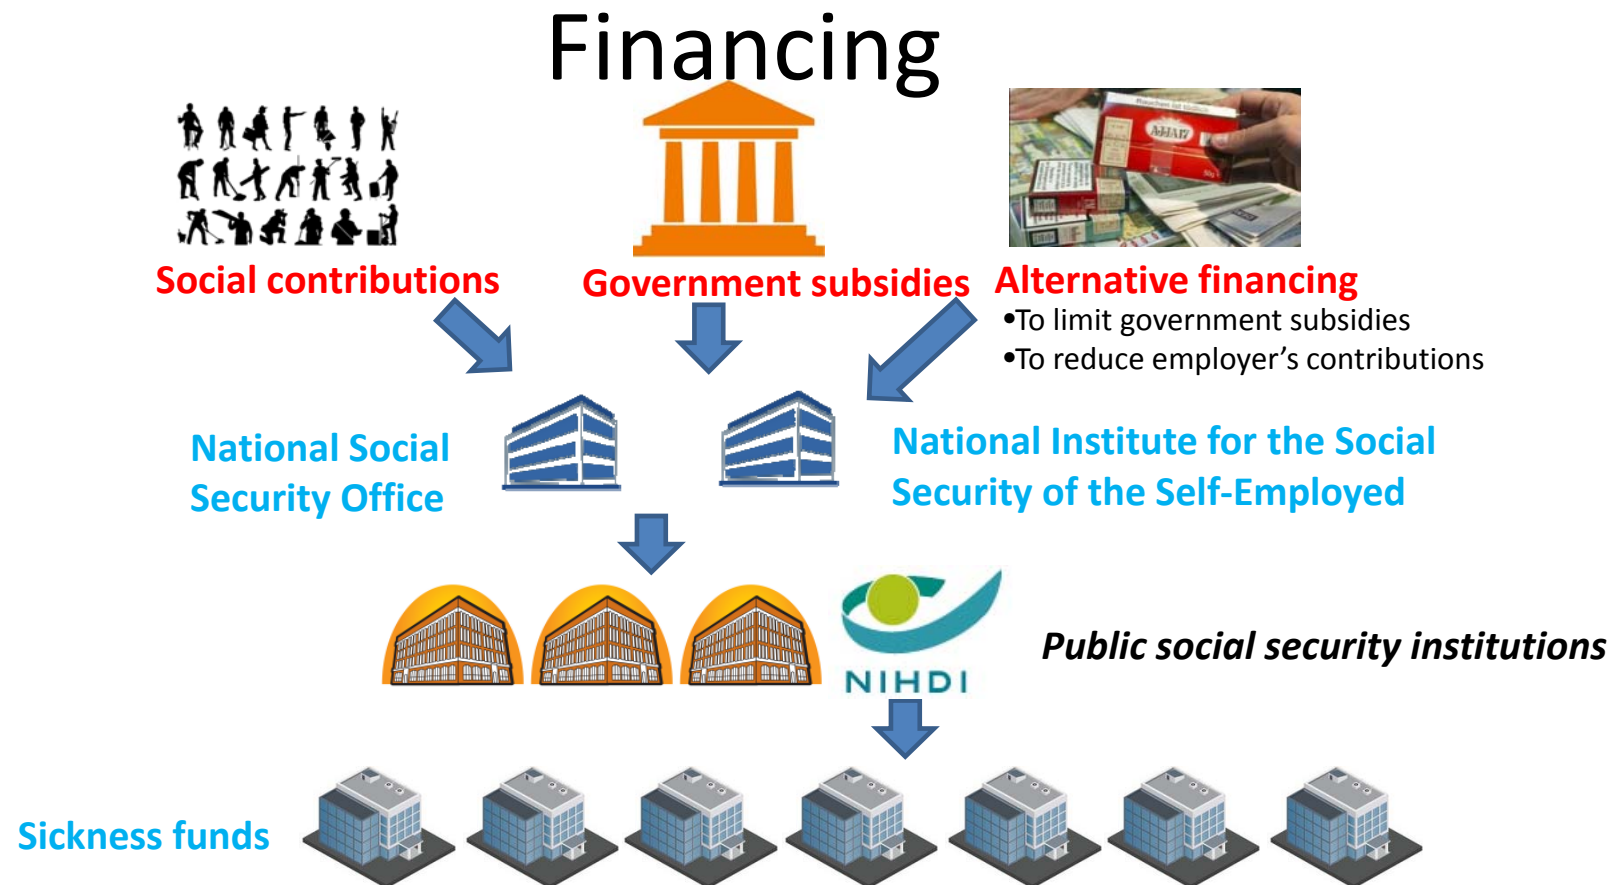 Financing
Social contributions
Government subsidies
Alternative financing
•To limit government subsidies
•To reduce employer's contributions
National Social
Security Office
National Institute for the Social
Security of the Self-Employed
NIHDI
Public social security institutions
Sickness funds